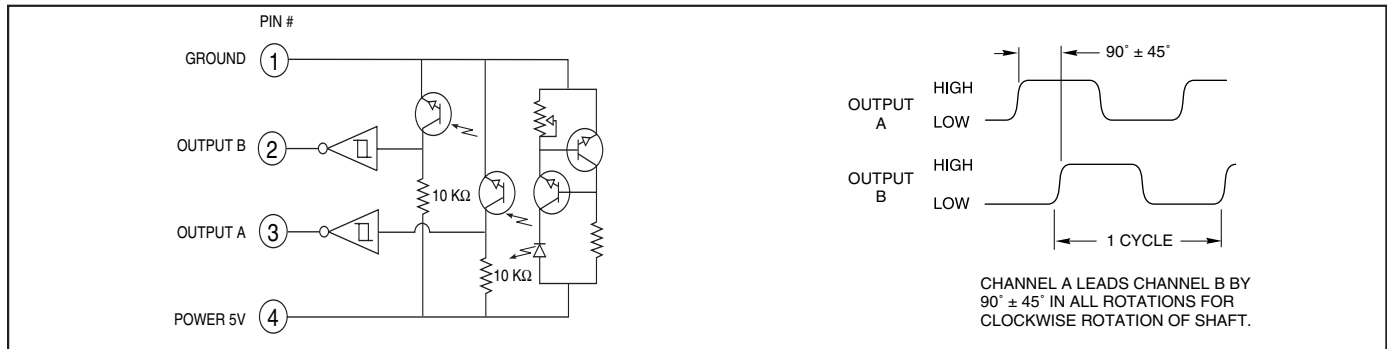 PIN #
GROUND 1
OUTPUT B 2
10 KΩ
OUTPUT A 3
10 KΩ
POWER 5V 4
90° ± 45°
HIGH
OUTPUT
A
LOW
HIGH
OUTPUT
B
LOW
1 CYCLE
CHANNEL A LEADS CHANNEL B BY
90° ± 45° IN ALL ROTATIONS FOR
CLOCKWISE ROTATION OF SHAFT.